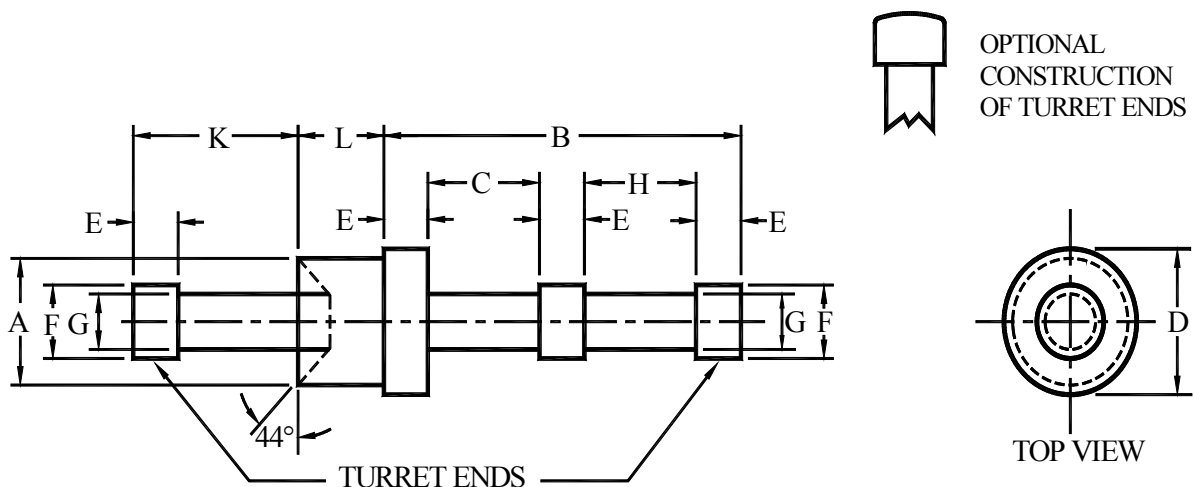 OPTIONAL
CONSTRUCTION
OF TURRET ENDS
K
L
B
C
H
E
E
E
E
A
F
G
G
F
D
44°
TURRET ENDS
TOP VIEW